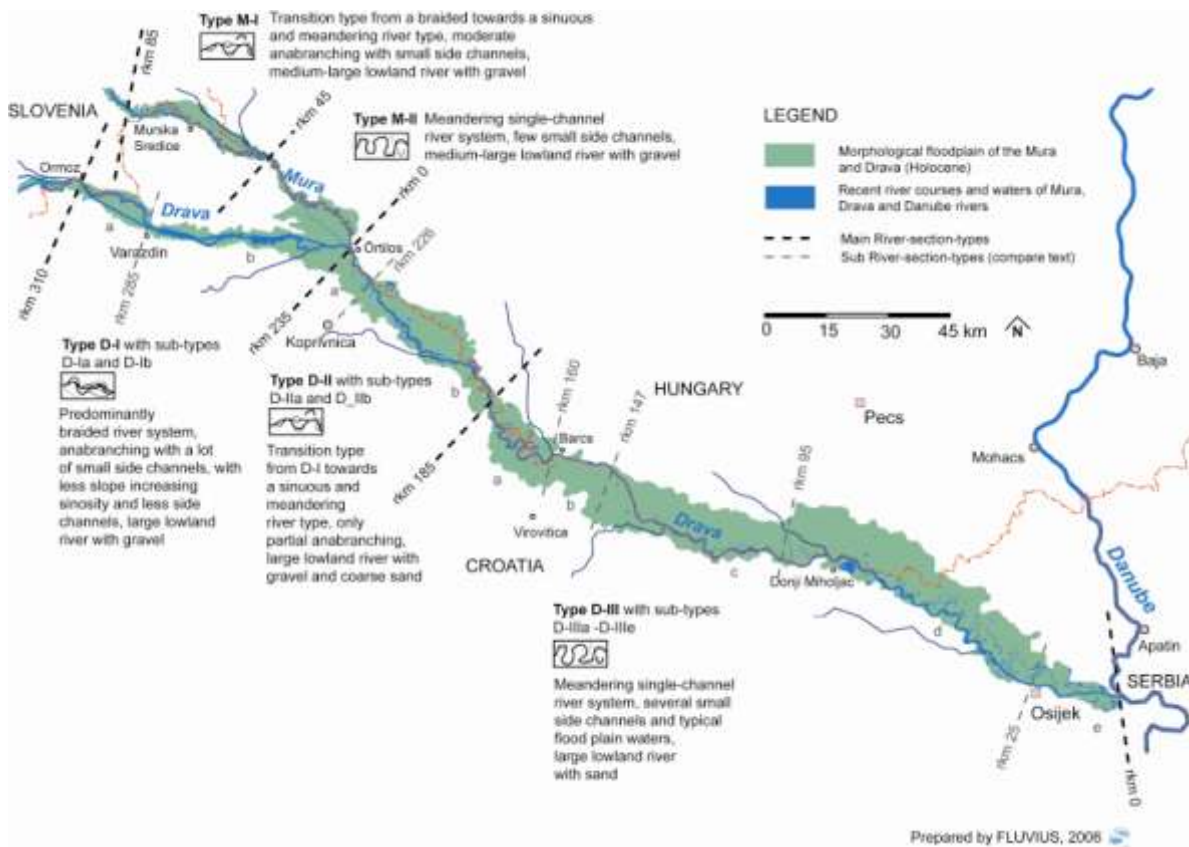 Type M-I Transition type from a braided towards a sinuous
and meandering river type, moderate
anabranching with small side channels,
medium-large lowland river with gravel
rkm 85
SLOVENIA
Murska
Sredice
rkm 45
Type M-II Meandering single-channel
river system, few small side channels,
medium-large lowland river with gravel
LEGEND
Morphological floodplain of the Mura
and Drava (Holocene)
Recent river courses and waters of Mura,
Drava and Danube rivers
Main River-section-types
Sub River-section-types (compare text)
0 15 30 45 km
N
Ormoz
Mura
rkm 0
Drava
a
Varazdin
b
Örtilos
rkm 226
rkm 310
rkm 285
a
rkm 235
Koprivnica
Baja
Type D-I with sub-types
D-Ia and D-Ib
Predominantly
braided river system,
anabranching with a lot
of small side channels, with
less slope increasing
sinosity and less side
channels, large lowland
river with gravel
Type D-II with sub-types
D-IIa and D_IIb
Transition type
from D-I towards
a sinuous and
meandering
river type, only
partial anabranching,
large lowland river with
gravel and coarse sand
b
rkm 185
rkm 160
HUNGARY
rkm 147
Pecs
Barcs
Mohacs
rkm 95
a
b
Virovitica
CROATIA
Drava
c
Donji Miholjac
Danube
Type D-III with sub-types
D-IIIa -D-IIIe
Meandering single-channel
river system, several small
side channels and typical
flood plain waters,
large lowland river
with sand
d
Apatin
SERBIA
Osijek
e
rkm 25
rkm 0
Prepared by FLUVIUS, 2006